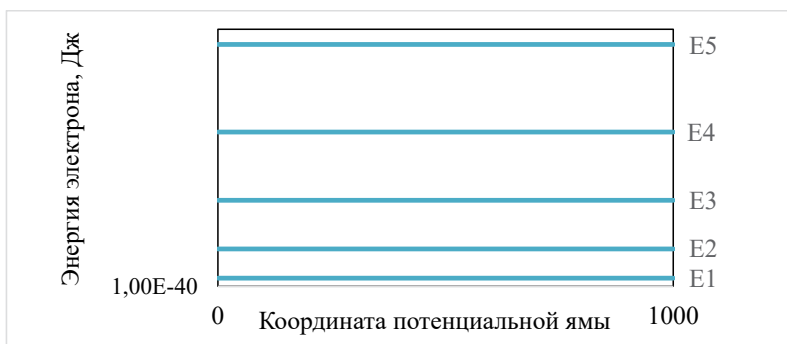 Энергия электрона, Дж
E5
E4
E3
E2
E1
1,00E-40
0
1000
Координата потенциальной ямы